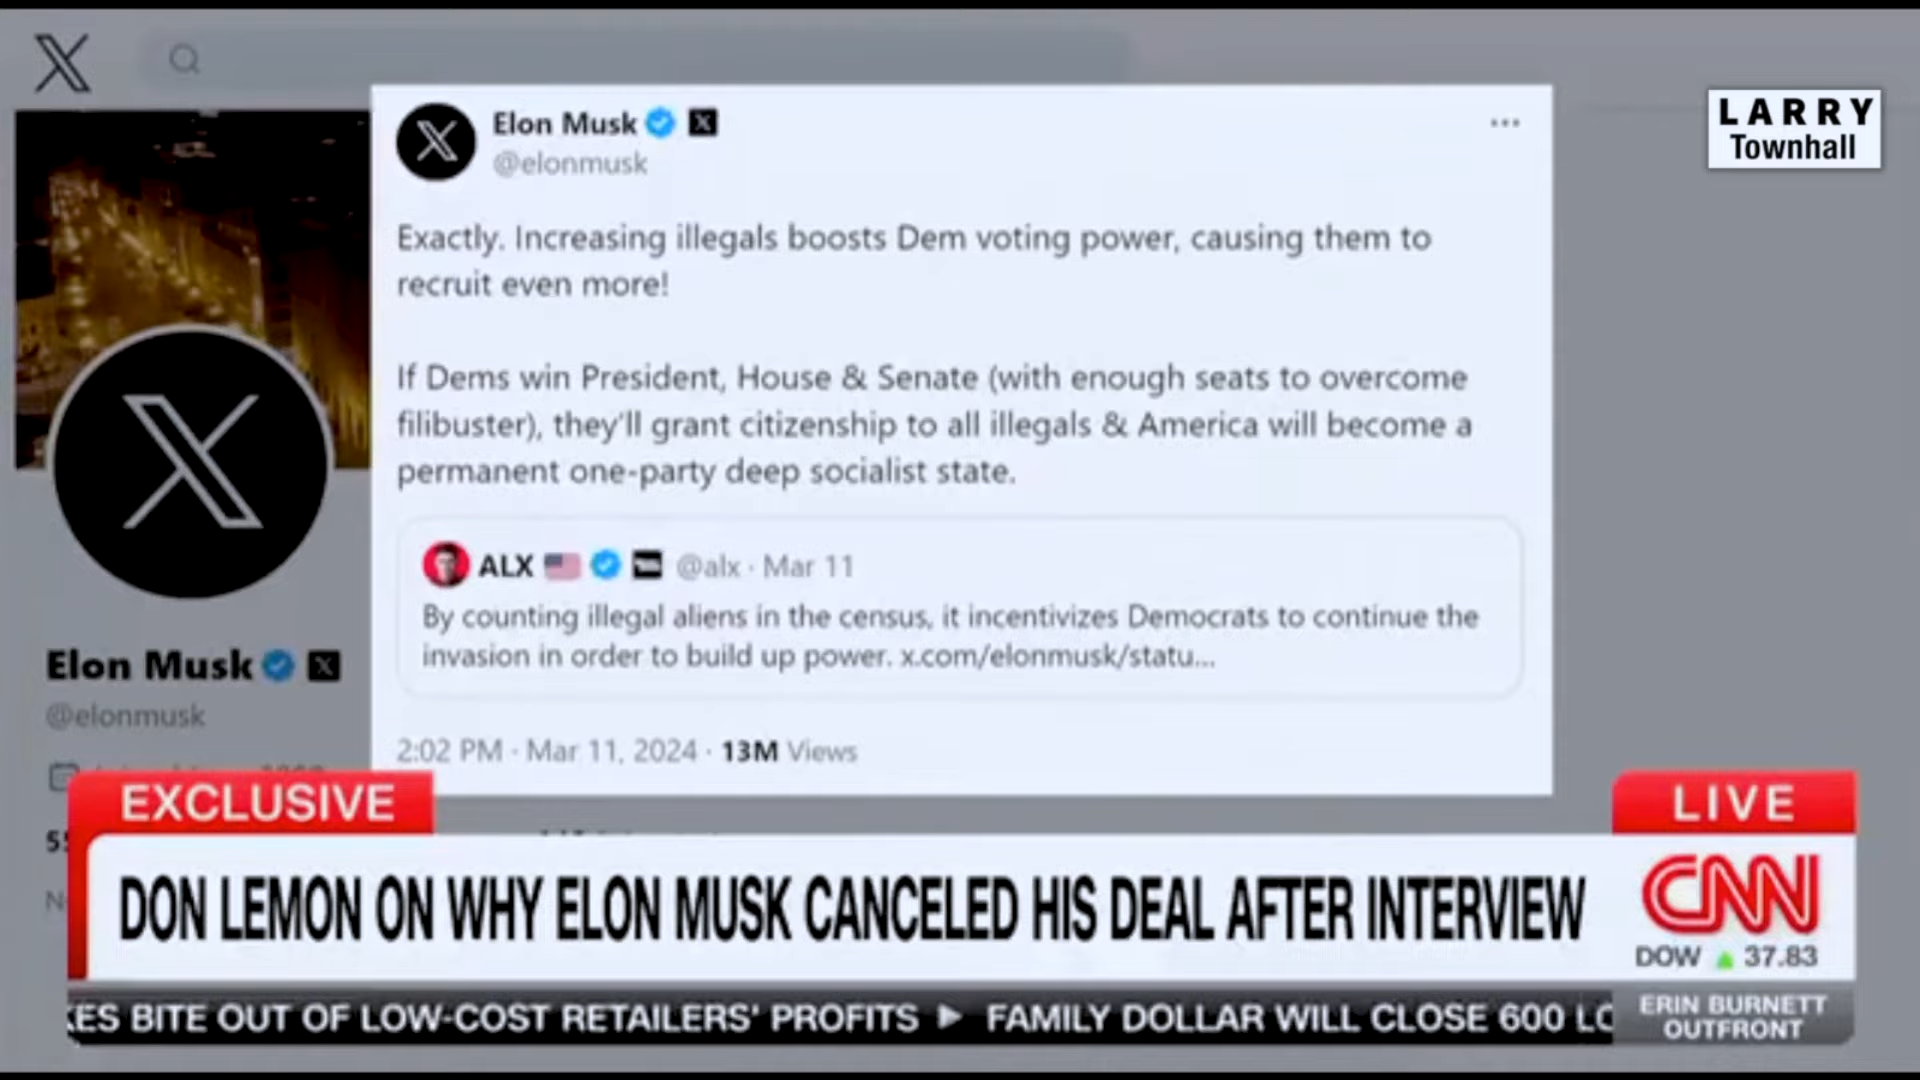 LARRY
Townhall
Elon Musk
@elonmusk
Exactly. Increasing illegals boosts Dem voting power, causing them to
recruit even more!
If Dems win President, House & Senate (with enough seats to overcome
filibuster), they'll grant citizenship to all illegals & America will become a
permanent one-party deep socialist state.
ALX @alx · Mar 11
By counting illegal aliens in the census, it incentivizes Democrats to continue the
invasion in order to build up power. x.com/elonmusk/statu...
2:02 PM · Mar 11, 2024 · 13M Views
Elon Musk
@elonmusk
EXCLUSIVE
LIVE
DON LEMON ON WHY ELON MUSK CANCELED HIS DEAL AFTER INTERVIEW
CNN
DOW ▲ 37.83
BITE OUT OF LOW-COST RETAILERS' PROFITS ▶ FAMILY DOLLAR WILL CLOSE 600
ERIN BURNETT
OUTFRONT